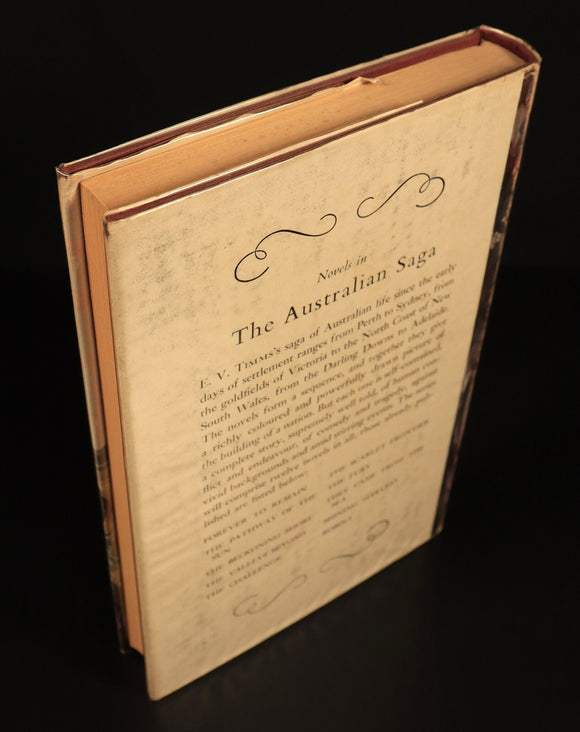 Novels in
The Australian Saga
E. V. TIMMS's saga of Australian life since the early
days of settlement ranges from Perth to Sydney, from
the goldfields of Victoria to the North Coast of New
South Wales, from the Darling Downs to Adelaide.
The novels form a sequence, and together they give
a richly coloured and powerfully drawn picture of
the building of a nation. But each one is self-contained,
a complete story, supremely well told, of human con-
flict and endeavour, of comedy and tragedy, against
vivid backgrounds and amid stirring events. The series
will comprise twelve novels in all; those already pub-
lished are listed below:
FOREVER TO REMAIN
THE PATHWAY OF THE
SUN
THE BECKONING SHORE
THE VALLEYS BEYOND
THE CHALLENGE
THE SCARLET FRONTIER
THE FURY
THEY CAME FROM THE
SEA
SHINING HARVEST
ROBINA